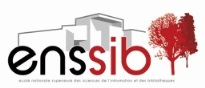 enssib
école nationale supérieure des sciences de l'information et des bibliothèques